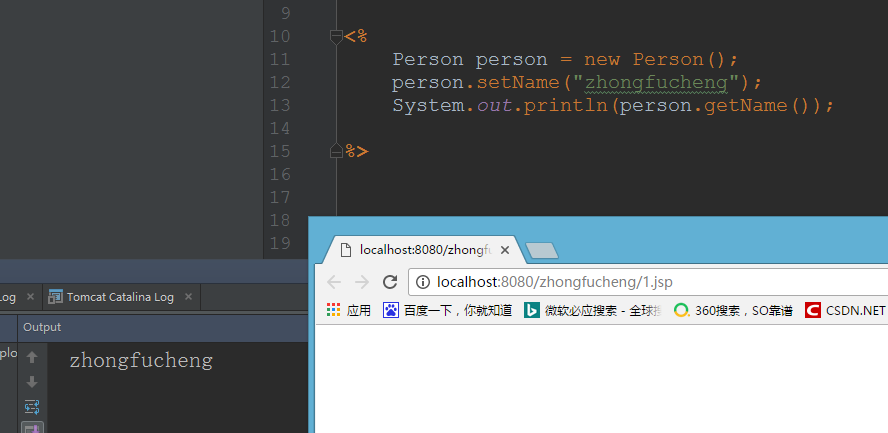 9
10 <%
11 Person person = new Person();
12 person.setName("zhongfucheng");
13 System.out.println(person.getName());
14
15 %>
16
17
18
19
localhost:8080/zhongfu
localhost:8080/zhongfucheng/1.jsp
应用 百度一下，你就知道 微软必应搜索 - 全球搜 360搜索，SO靠谱 CSDN.NET
Log Tomcat Catalina Log
Output
plo
zhongfucheng